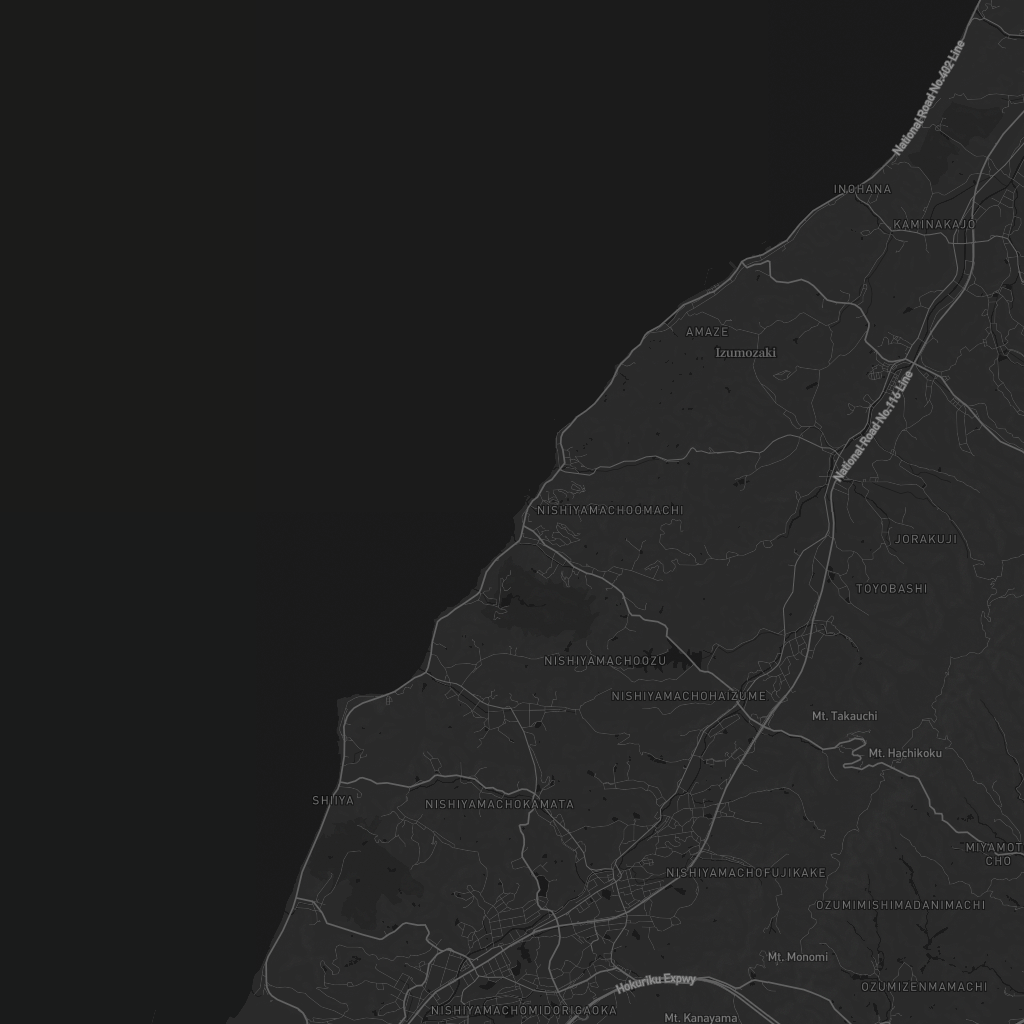 National Road No.402 Line
INOHANA
KAMINAKAJO
AMAZE
Izumozaki
National Road No.116 Line
NISHIYAMACHOOMACHI
JORAKUJI
TOYOBASHI
NISHIYAMACHOOZU
NISHIYAMACHOHAIZUME
Mt. Takauchi
Mt. Hachikoku
SHIIYA
NISHIYAMACHOKAMATA
MIYAMOT
CHO
NISHIYAMACHOFUJIKAKE
OZUMIMISHIMADANIMACHI
Mt. Monomi
Hokuriku Expwy
OZUMIZENMAMACHI
NISHIYAMACHOMIDORIGAOKA
Mt. Kanayama